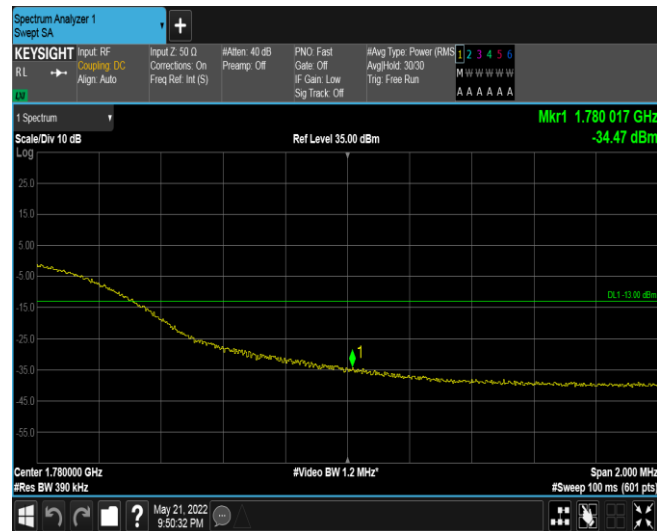 Spectrum Analyzer 1
Swept SA
+
KEYSIGHT
RL
Input: RF
Coupling: DC
Align: Auto
Input Z: 50 Ω
Corrections: On
Freq Ref: Int (S)
#Atten: 40 dB
Preamp: Off
PNO: Fast
Gate: Off
IF Gain: Low
Sig Track: Off
#Avg Type: Power (RMS
Avg|Hold: 30/30
Trig: Free Run
1 2 3 4 5 6
M W W W W W
A A A A A A
LXI
1 Spectrum
Mkr1 1.780 017 GHz
-34.47 dBm
Scale/Div 10 dB
Ref Level 35.00 dBm
Log
25.0
15.0
5.00
-5.00
DL1 -13.00 dBm
-15.0
-25.0
1
-35.0
-45.0
-55.0
Center 1.780000 GHz
#Video BW 1.2 MHz*
Span 2.000 MHz
#Res BW 390 kHz
#Sweep 100 ms (601 pts)
?
May 21, 2022
9:50:32 PM